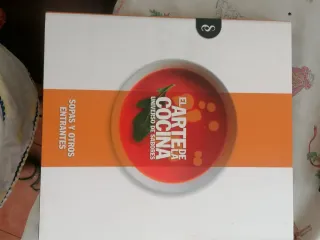 8
EL
ARTE DE
COCINA LA
UNIVERSO DE SABORES
SOPAS Y OTROS
ENTRANTES